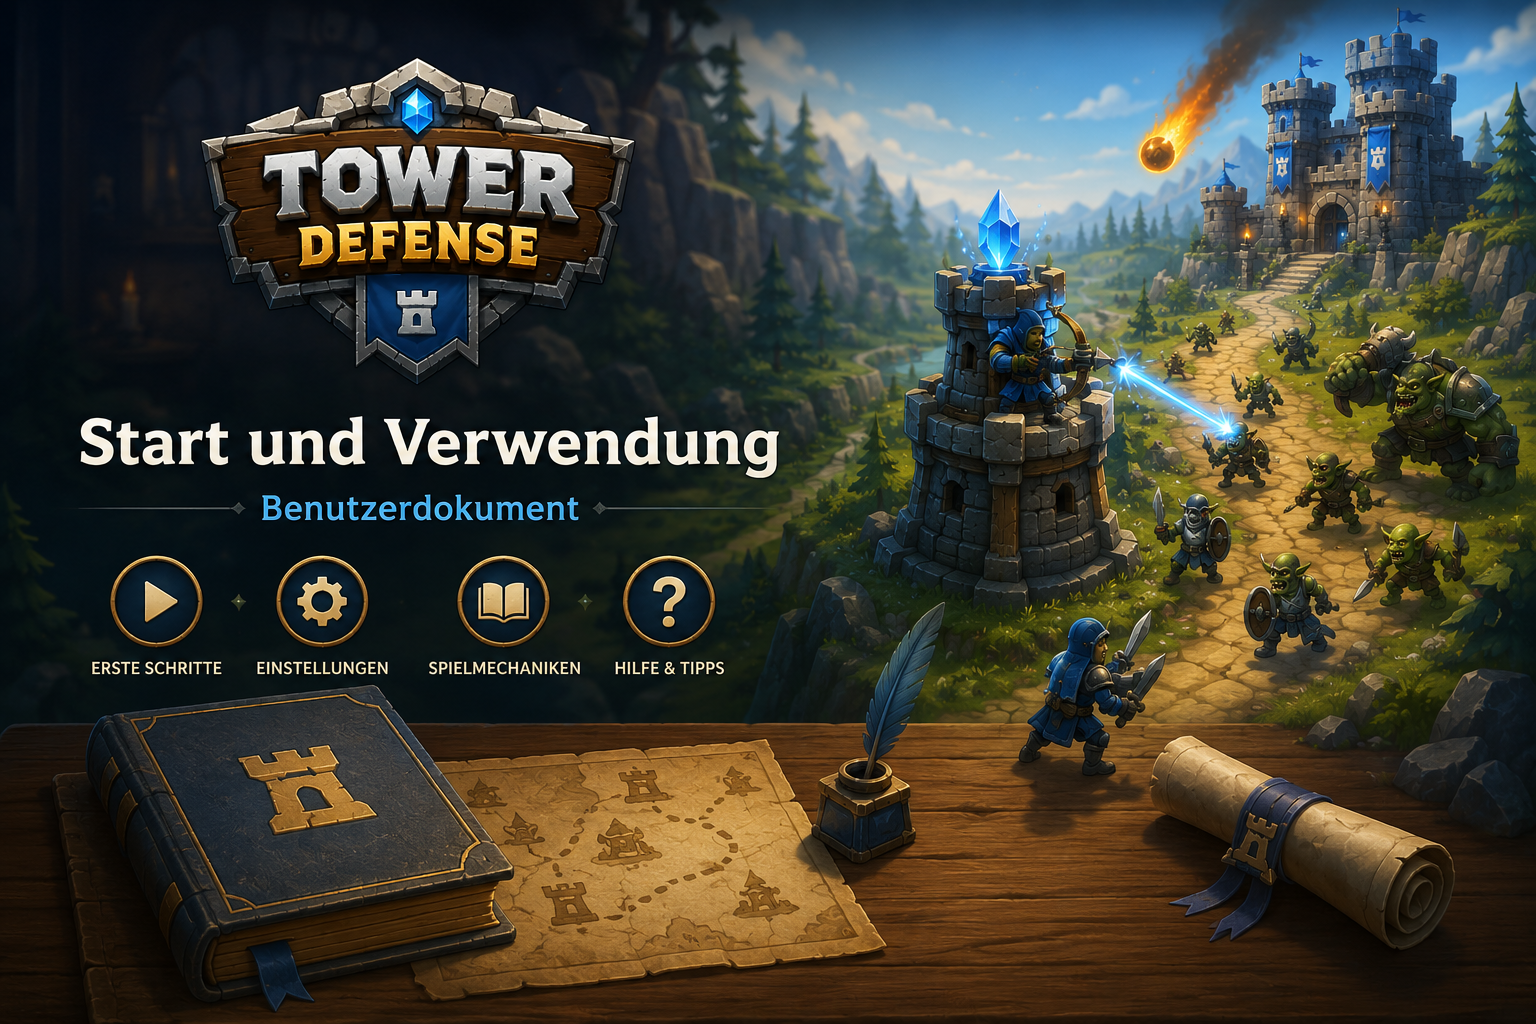 TOWER
DEFENSE
Start und Verwendung
Benutzerdokument
ERSTE SCHRITTE
EINSTELLUNGEN
SPIELMECHANIKEN
HILFE & TIPPS